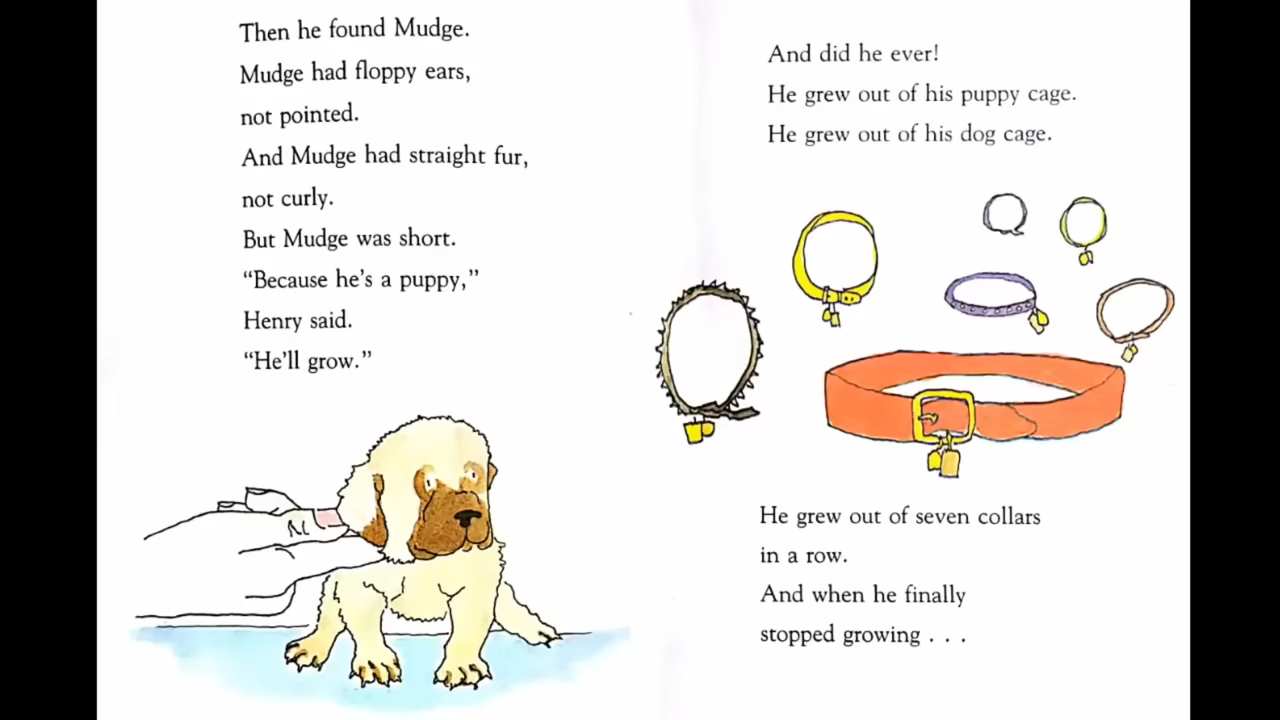 Then he found Mudge.
Mudge had floppy ears,
not pointed.
And Mudge had straight fur,
not curly.
But Mudge was short.
“Because he’s a puppy,”
Henry said.
“He’ll grow.”
And did he ever!
He grew out of his puppy cage.
He grew out of his dog cage.
He grew out of seven collars
in a row.
And when he finally
stopped growing . . .